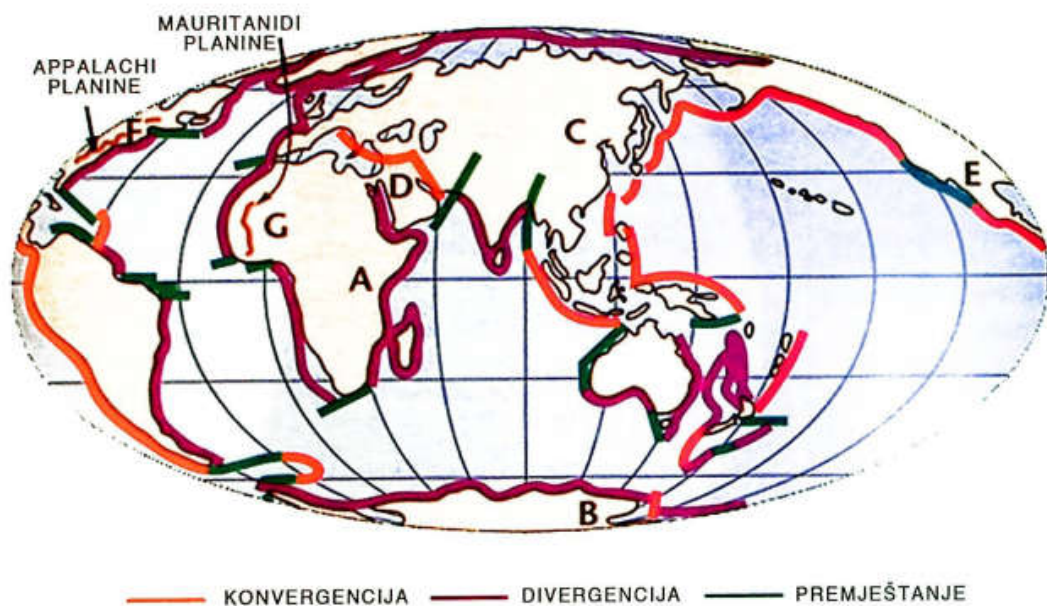 MAURITANIDI
PLANINE
APPALACHI
PLANINE
F
C
E
D
G
A
B
KONVERGENCIJA
DIVERGENCIJA
PREMJEŠTANJE